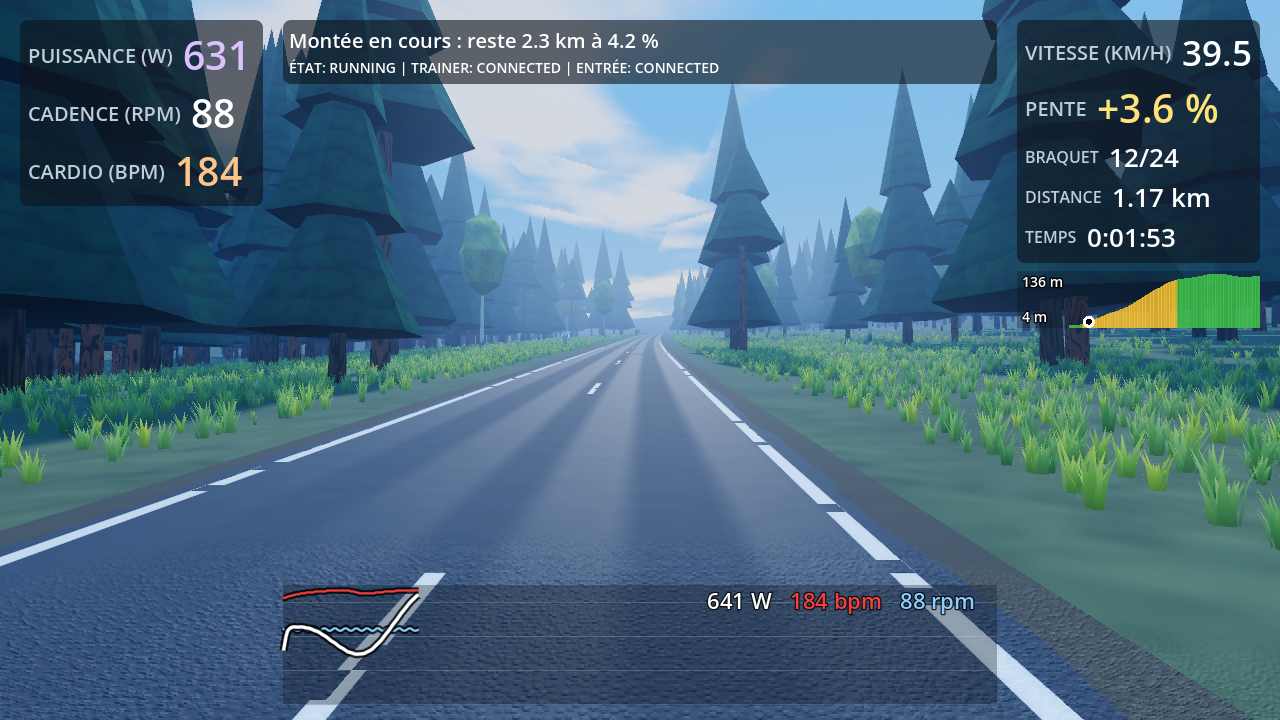 PUISSANCE (W) 631
CADENCE (RPM) 88
CARDIO (BPM) 184
Montée en cours : reste 2.3 km à 4.2 %
ÉTAT: RUNNING | TRAINER: CONNECTED | ENTRÉE: CONNECTED
VITESSE (KM/H) 39.5
PENTE +3.6 %
BRAQUET 12/24
DISTANCE 1.17 km
TEMPS 0:01:53
136 m
4 m
641 W 184 bpm 88 rpm